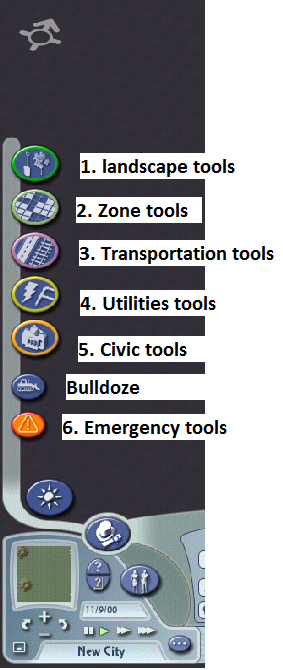 1. landscape tools
2. Zone tools
3. Transportation tools
4. Utilities tools
5. Civic tools
Bulldoze
6. Emergency tools
?
?
11/9/00
New City